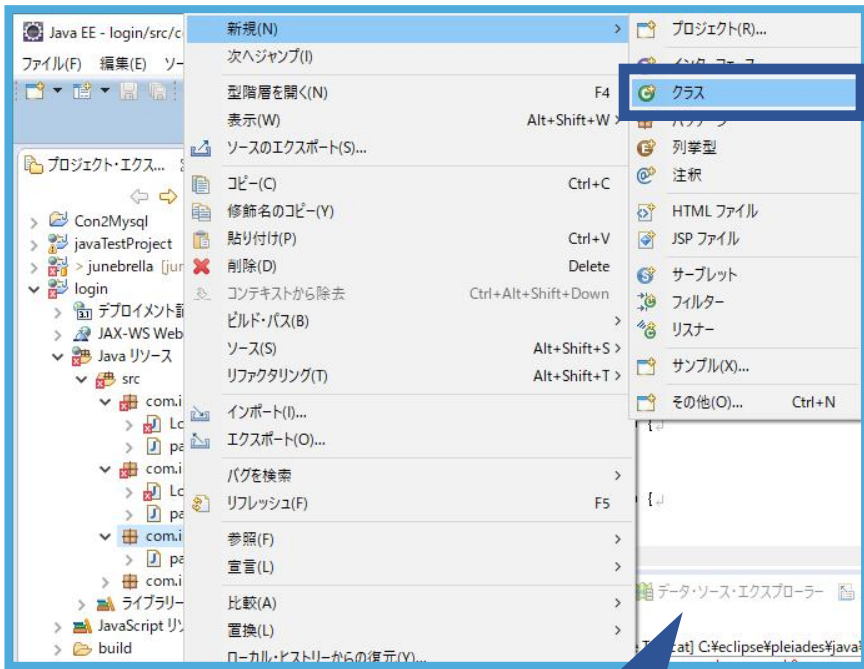 Java EE - login/src/c
ファイル(F) 編集(E) ソー
プロジェクト・エクス...
Con2Mysql
javaTestProject
> junebrella [jur
login
デプロイメント記
JAX-WS Web
Java リソース
src
com.i
Lc
pa
com.i
Lc
pa
com.i
pa
com.i
ライブラリー
JavaScript リソ
build
新規(N) >
次へジャンプ(I)
型階層を開く(N) F4
表示(W) Alt+Shift+W >
ソースのエクスポート(S)...
コピー(C) Ctrl+C
修飾名のコピー(Y)
貼り付け(P) Ctrl+V
削除(D) Delete
コンテキストから除去 Ctrl+Alt+Shift+Down
ビルド・パス(B) >
ソース(S) Alt+Shift+S >
リファクタリング(T) Alt+Shift+T >
インポート(I)...
エクスポート(O)...
バグを検索 >
リフレッシュ(F) F5
参照(F) >
宣言(L) >
比較(A) >
置換(L) >
ローカル・ヒストリーからの復元(Y)...
プロジェクト(R)...
クラス
列挙型
注釈
HTML ファイル
JSP ファイル
サーブレット
フィルター
リスナー
サンプル(X)...
その他(O)... Ctrl+N
{
{
データ・ソース・エクスプローラー
cat] C:¥eclipse¥pleiades¥java